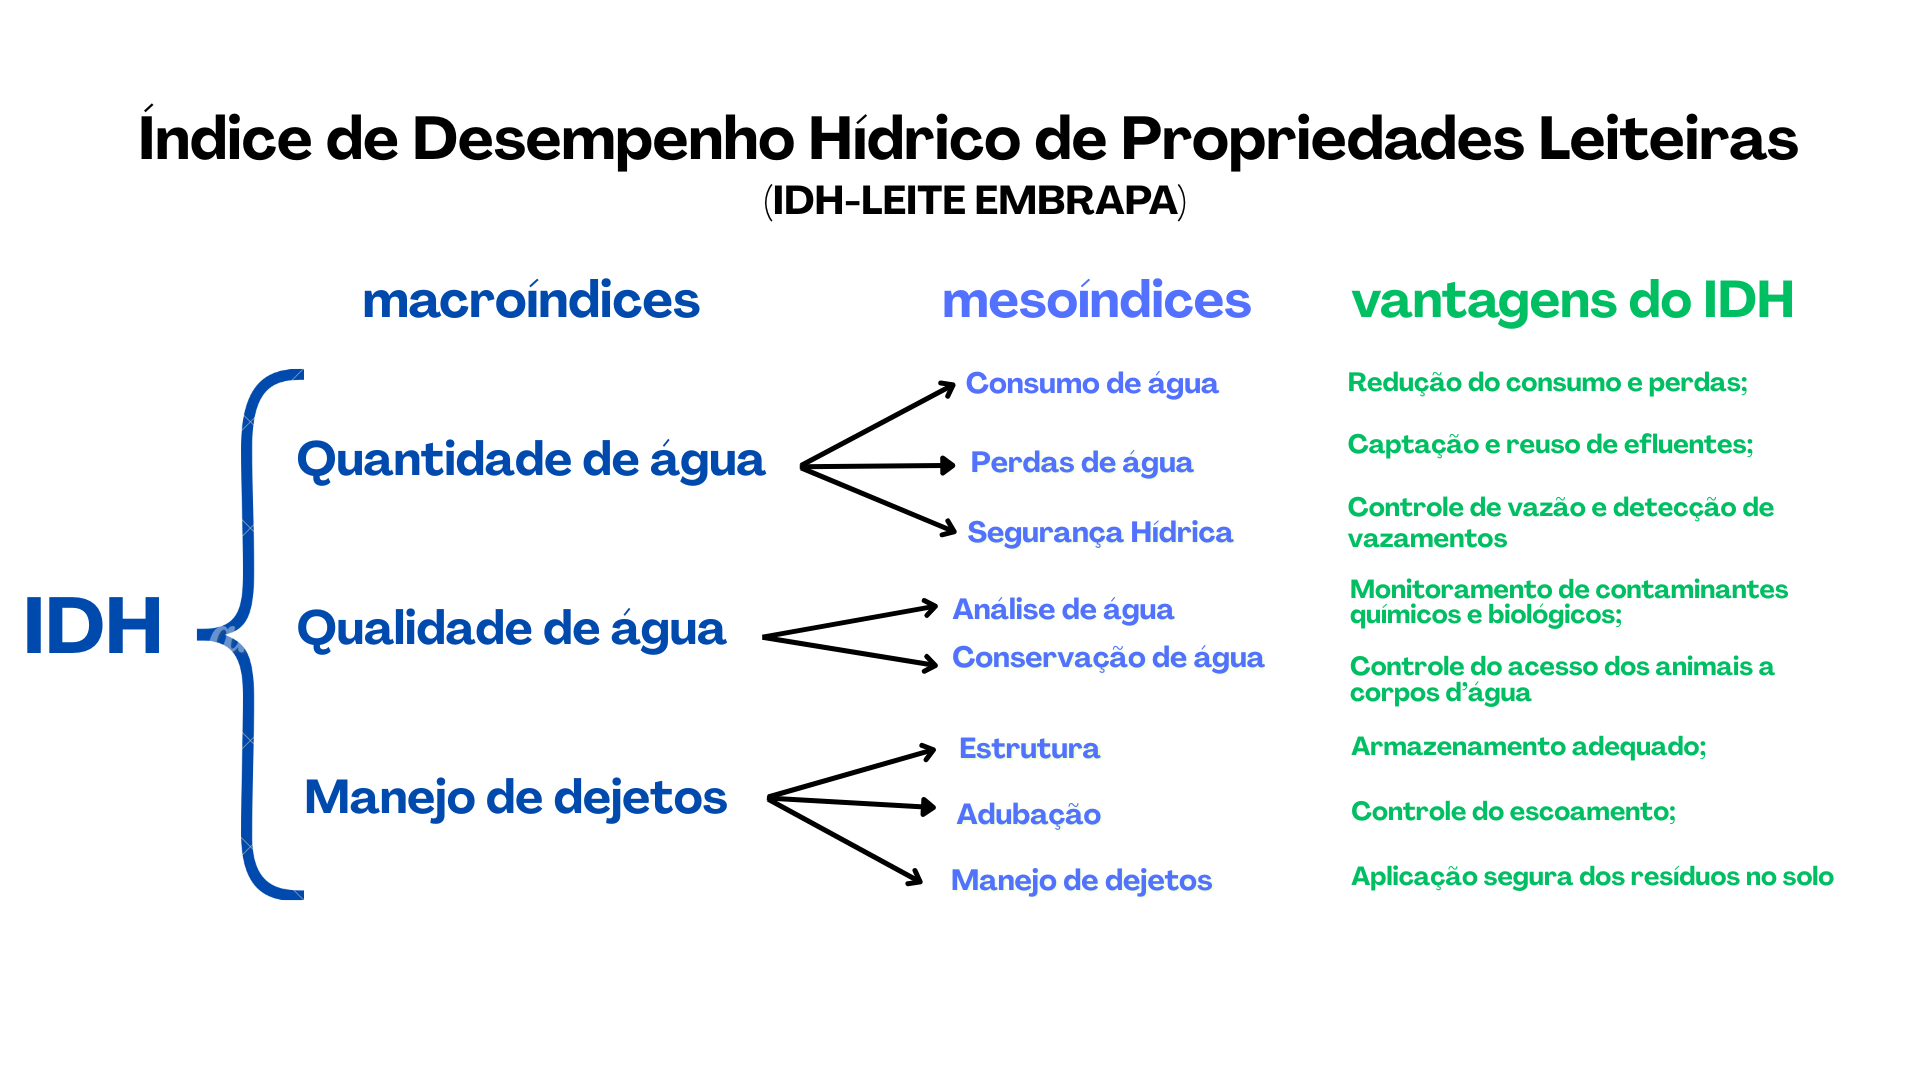 Índice de Desempenho Hídrico de Propriedades Leiteiras
(IDH-LEITE EMBRAPA)
macroíndices
mesoíndices
vantagens do IDH
IDH
Quantidade de água
Consumo de água
Perdas de água
Segurança Hídrica
Redução do consumo e perdas;
Captação e reuso de efluentes;
Controle de vazão e detecção de
vazamentos
Qualidade de água
Análise de água
Conservação de água
Monitoramento de contaminantes
químicos e biológicos;
Controle do acesso dos animais a
corpos d’água
Manejo de dejetos
Estrutura
Adubação
Manejo de dejetos
Armazenamento adequado;
Controle do escoamento;
Aplicação segura dos resíduos no solo